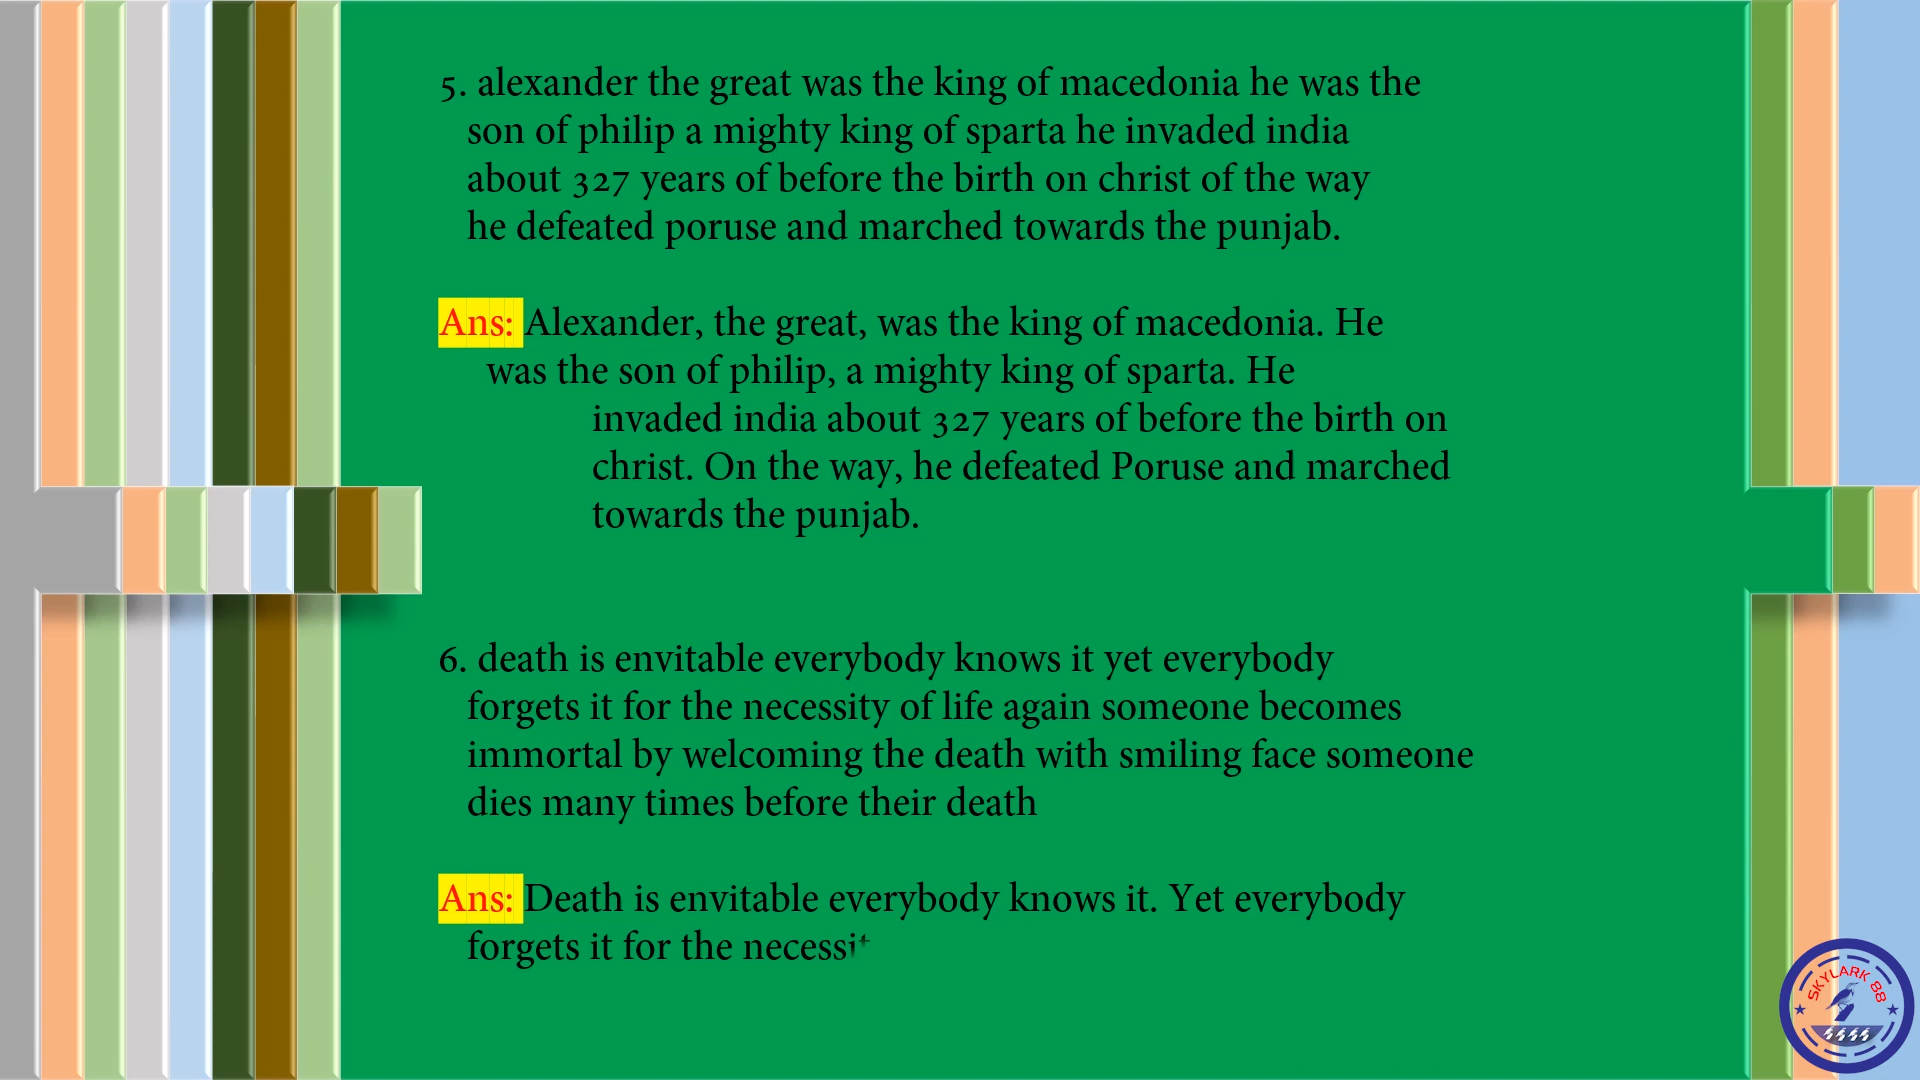 5. alexander the great was the king of macedonia he was the
son of philip a mighty king of sparta he invaded india
about 327 years of before the birth on christ of the way
he defeated poruse and marched towards the punjab.
Ans: Alexander, the great, was the king of macedonia. He
was the son of philip, a mighty king of sparta. He
invaded india about 327 years of before the birth on
christ. On the way, he defeated Poruse and marched
towards the punjab.
6. death is envitable everybody knows it yet everybody
forgets it for the necessity of life again someone becomes
immortal by welcoming the death with smiling face someone
dies many times before their death
Ans: Death is envitable everybody knows it. Yet everybody
forgets it for the necessit
SKYLARK 88